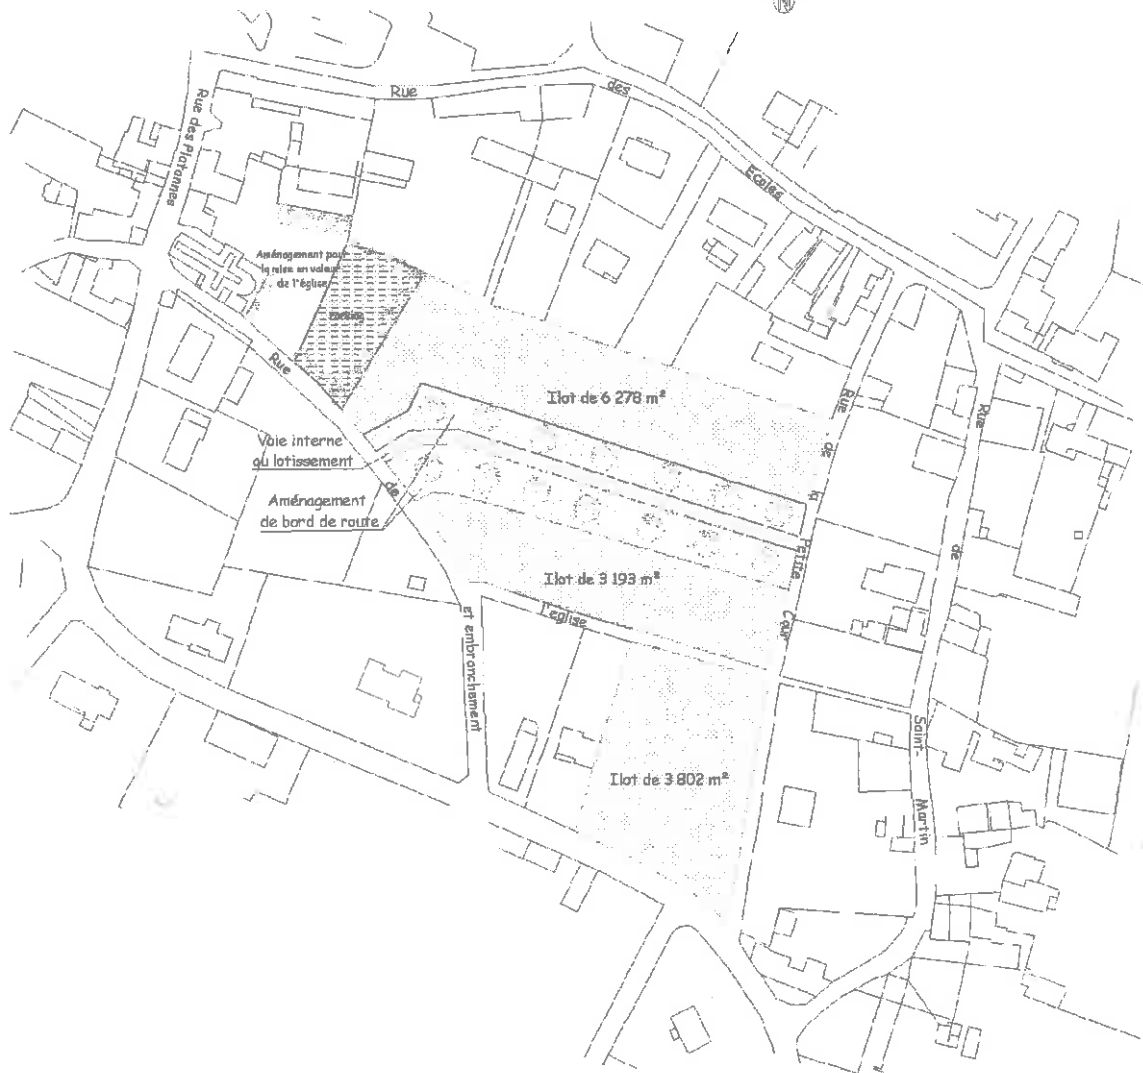 Rue
des
Ecoles
Rue des Platannes
Aménagement pour
la mise en valeur
de l'église
parking
Rue
Ilot de 6 278 m²
Voie interne
au lotissement
de
Aménagement
de bord de route
Rue
de
la
Petite
Cour
Rue
de
Saint-
Martin
Ilot de 3 193 m²
l'eglise
et embranchement
Ilot de 3 802 m²